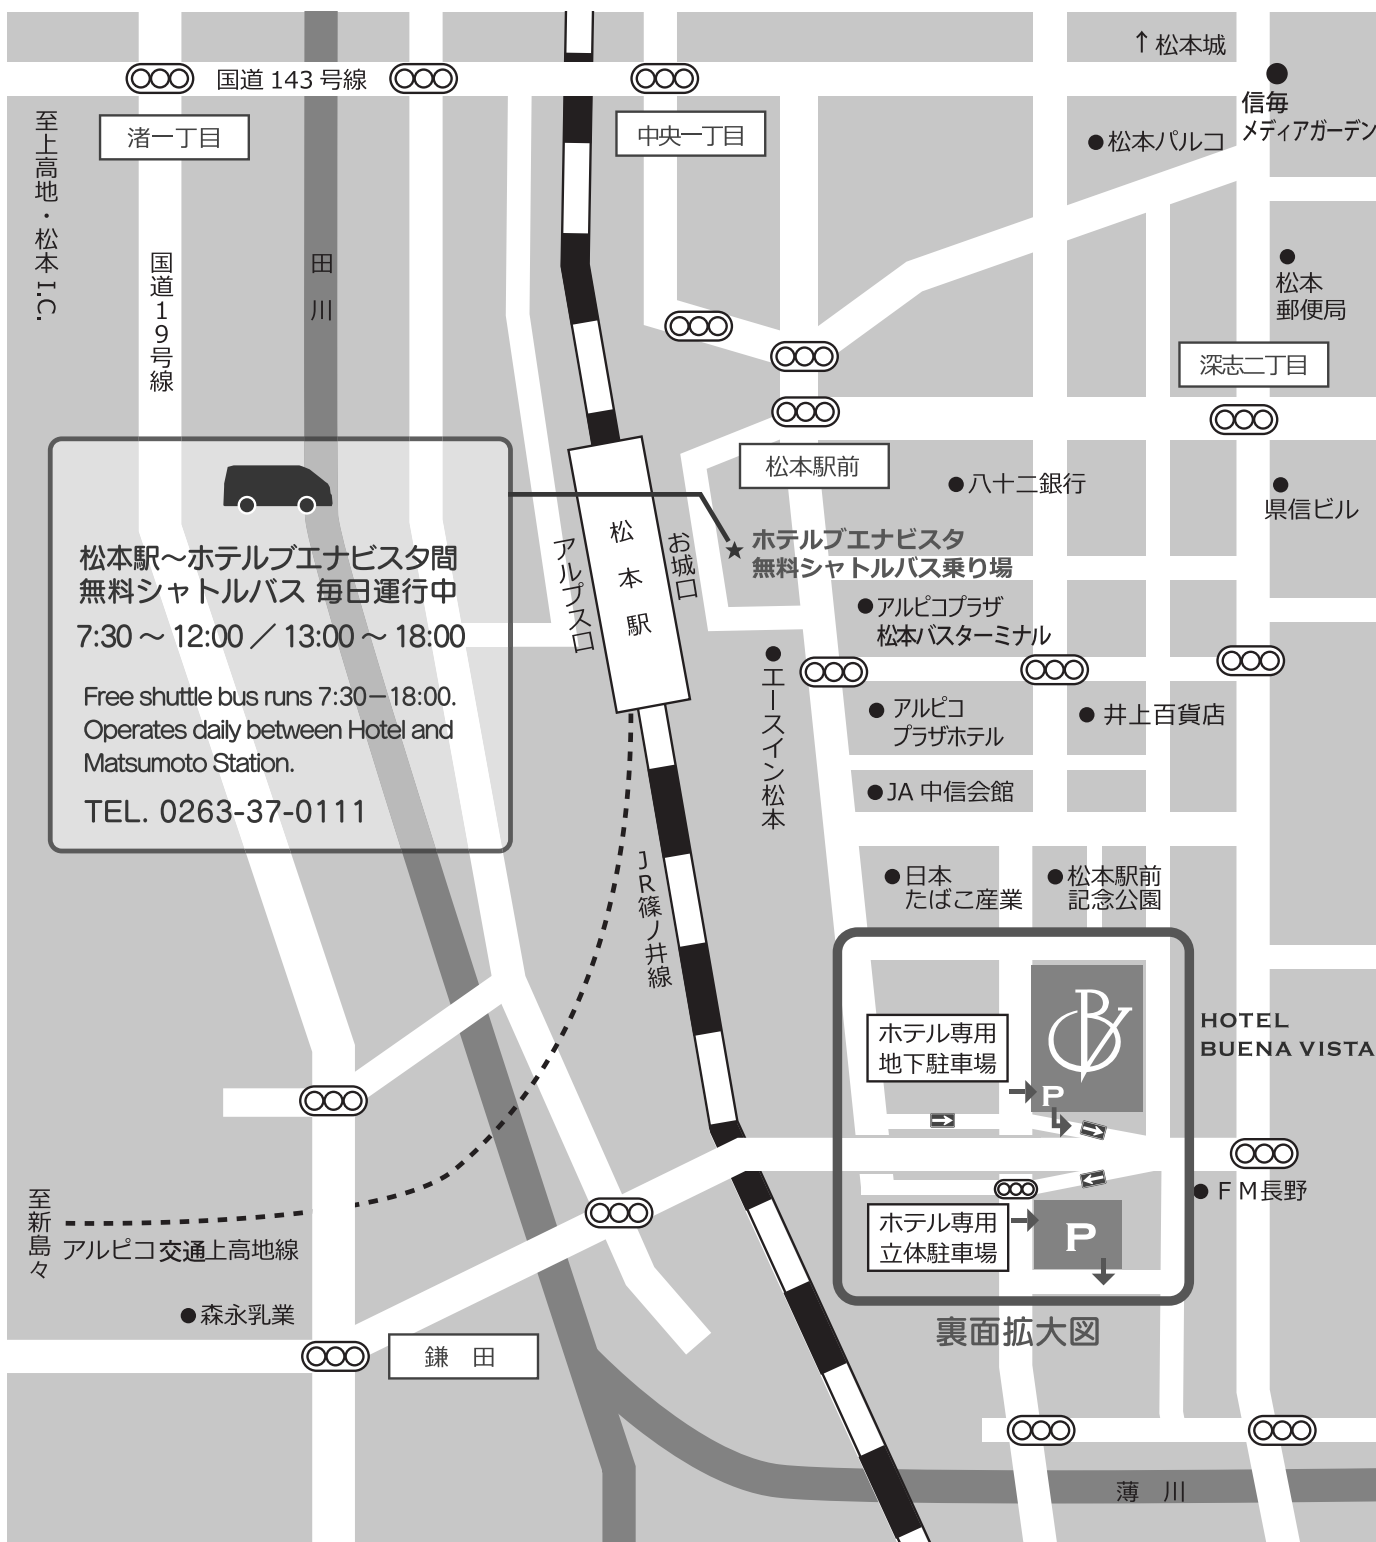 ↑松本城
国道143号線
信毎
メディアガーデン
至上高地・松本I.C.
渚一丁目
中央一丁目
●松本パルコ
国道19号線
田川
松本
郵便局
深志二丁目
松本駅前
●八十二銀行
県信ビル
松本駅
アルプス口
お城口
★ホテルブエナビスタ
無料シャトルバス乗り場
松本駅～ホテルブエナビスタ間
無料シャトルバス 毎日運行中
7:30 ～ 12:00 ／ 13:00 ～ 18:00
Free shuttle bus runs 7:30－18:00.
Operates daily between Hotel and
Matsumoto Station.
TEL. 0263-37-0111
●アルピコプラザ
松本バスターミナル
●エースイン松本
●アルピコ
プラザホテル
●井上百貨店
●JA 中信会館
JR篠ノ井線
●日本
たばこ産業
●松本駅前
記念公園
ホテル専用
地下駐車場
P
BV
HOTEL
BUENA VISTA
至新島々
アルピコ交通上高地線
ホテル専用
立体駐車場
P
●ＦＭ長野
●森永乳業
裏面拡大図
鎌　田
薄　川